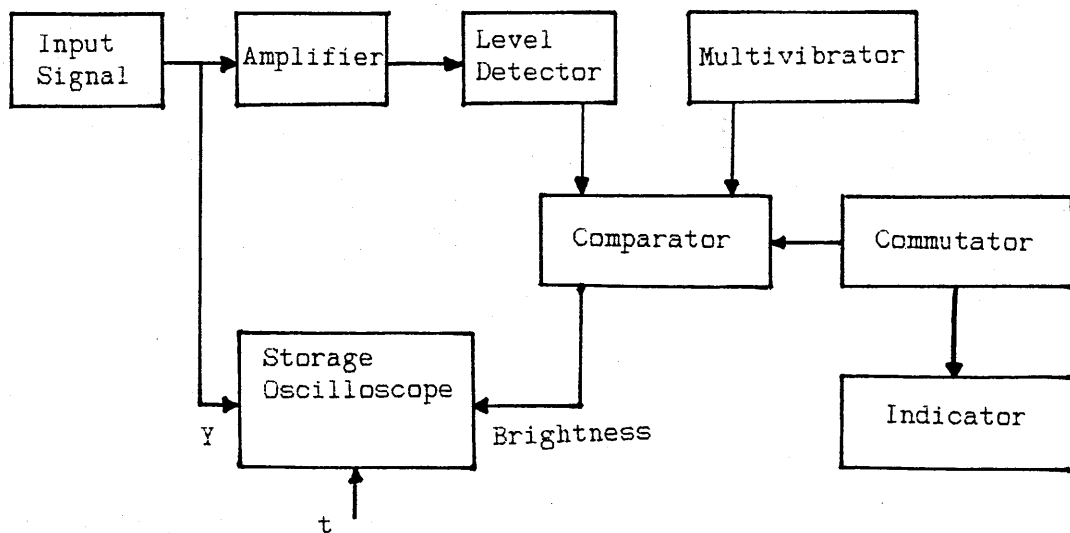 Input
Signal
Amplifier
Level
Detector
Multivibrator
Comparator
Commutator
Storage
Oscilloscope
Y
Brightness
Indicator
t